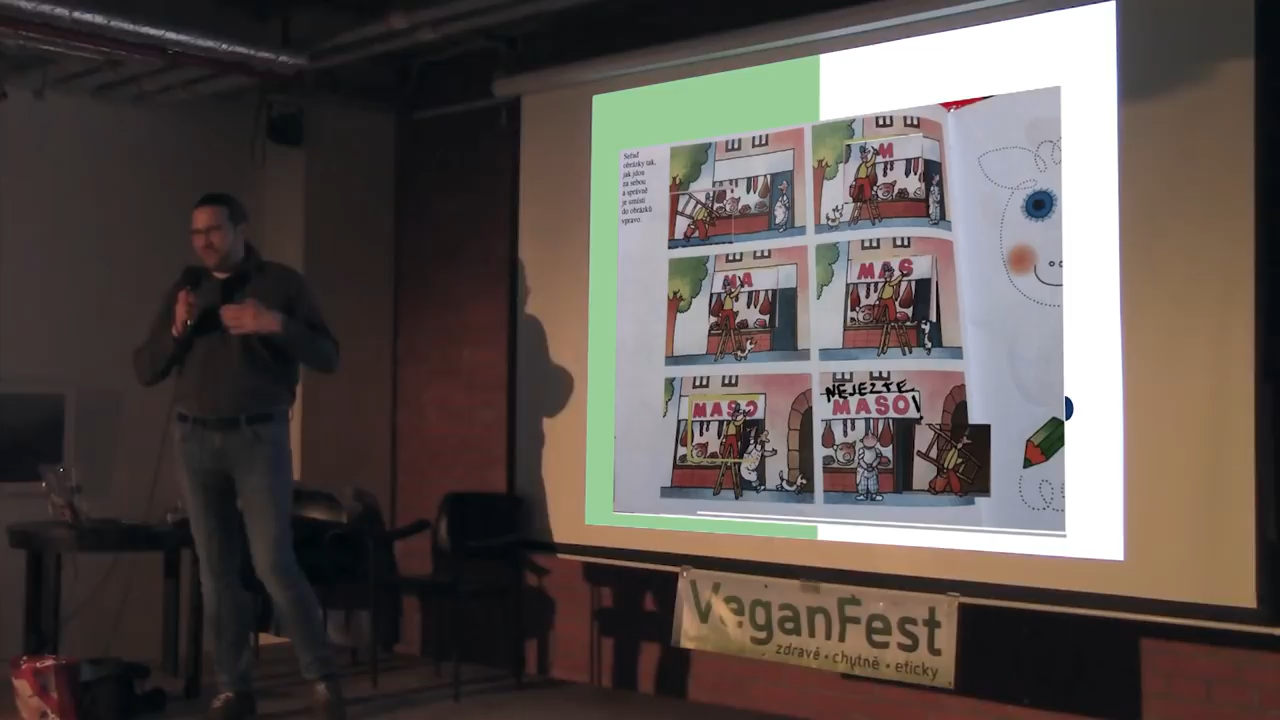 Seřaď
obrázky tak,
jak jdou
za sebou
a správně
je umísti
do obrázků
vpravo.
M
MA
MAS
MASO
NEJEZTE
MASO!
VeganFest
zdravě • chutně • eticky